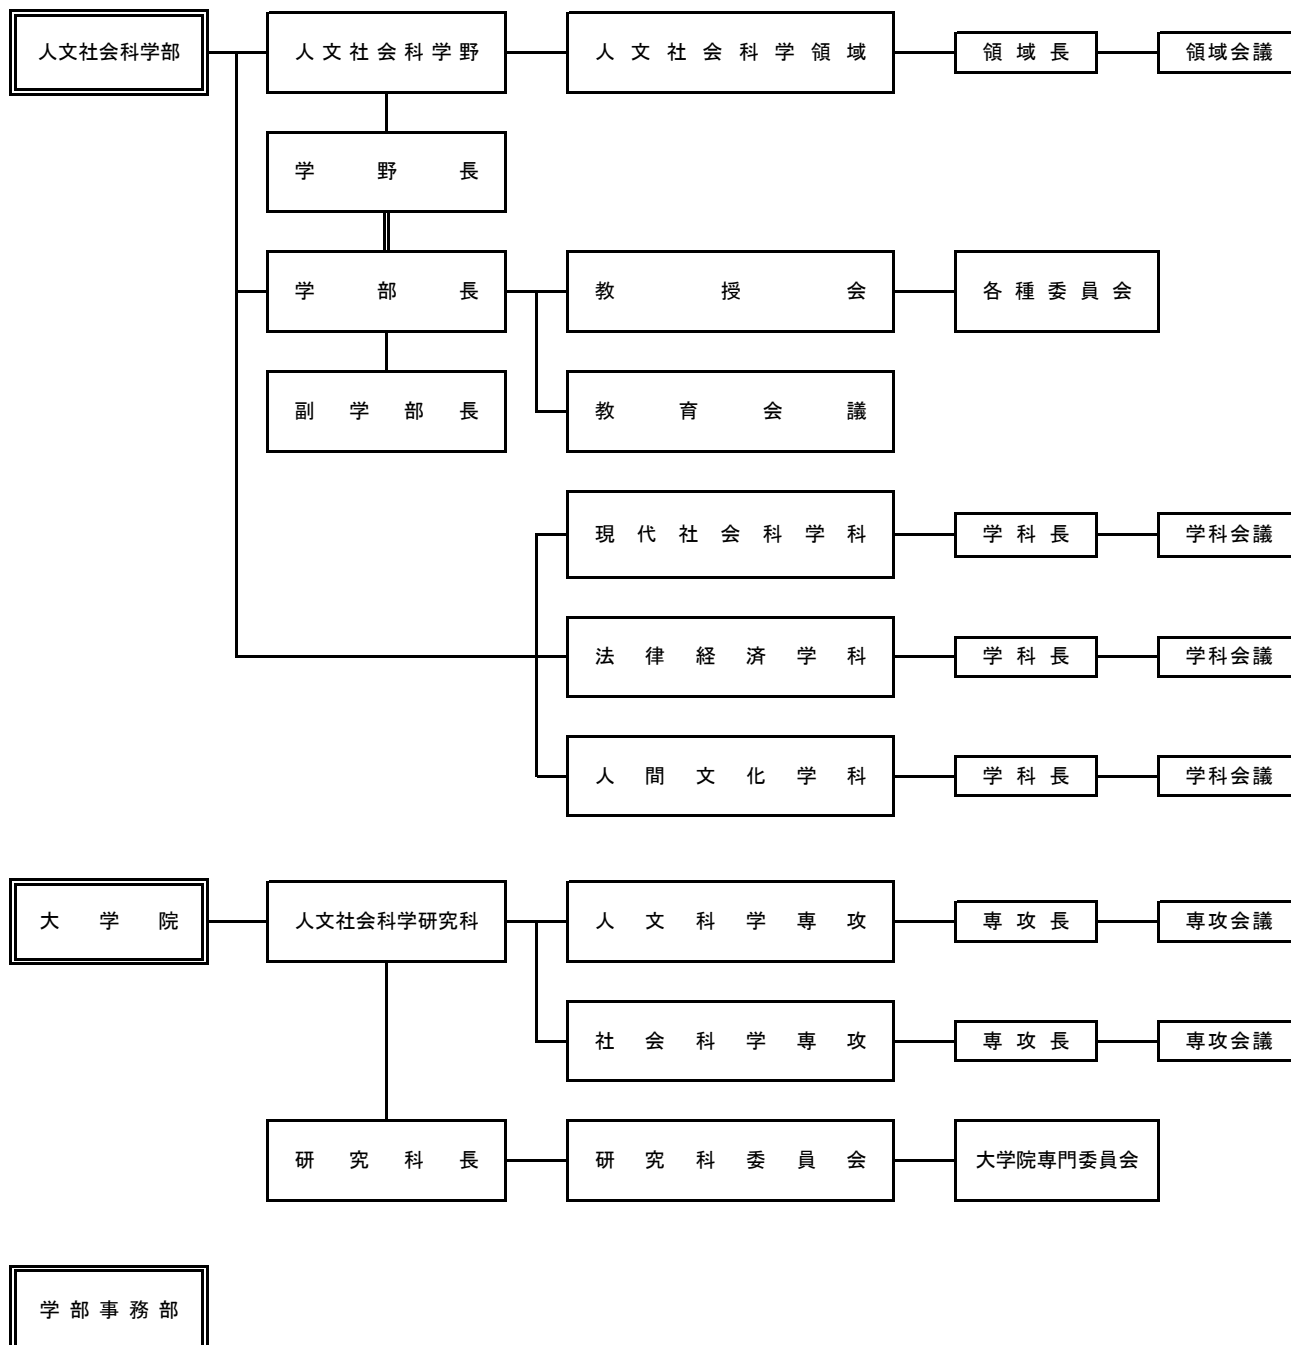 人文社会科学部 人文社会科学野 人文社会科学領域 領域長 領域会議
学野長
学部長 教授会 各種委員会
副学部長 教育会議
現代社会科学科 学科長 学科会議
法律経済学科 学科長 学科会議
人間文化学科 学科長 学科会議
大学院 人文社会科学研究科 人文科学専攻 専攻長 専攻会議
社会科学専攻 専攻長 専攻会議
研究科長 研究科委員会 大学院専門委員会
学部事務部